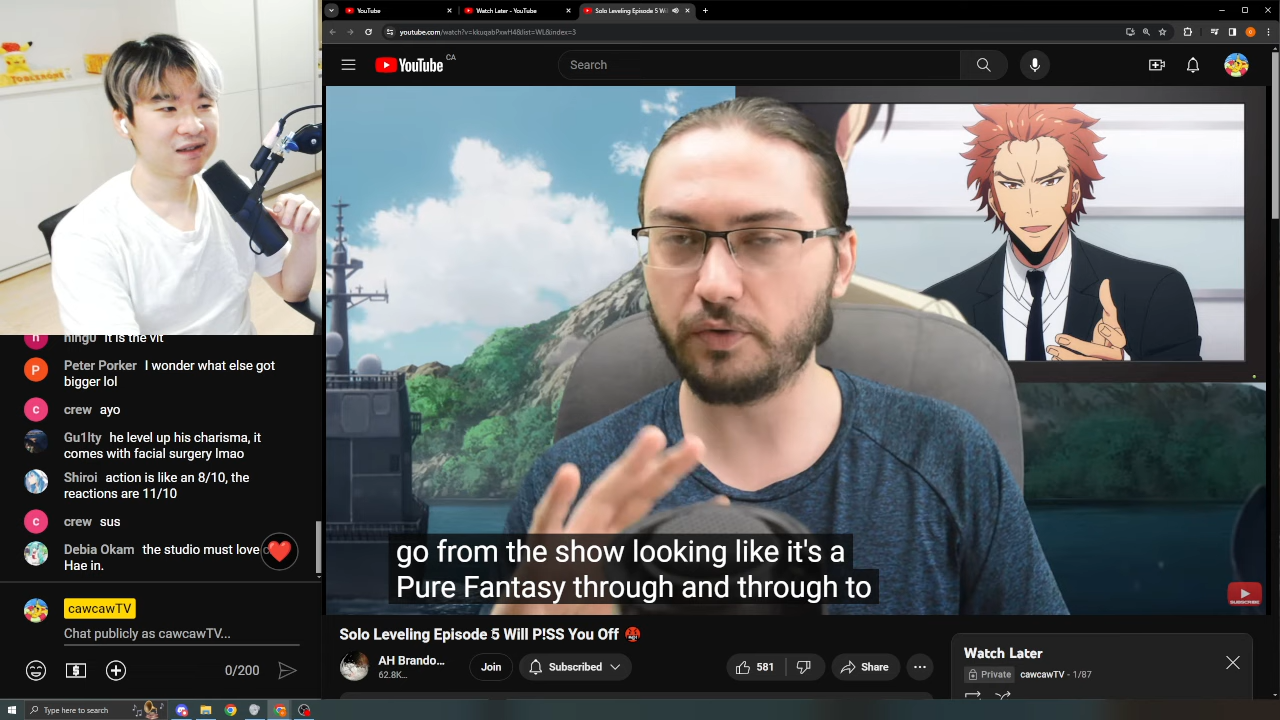 YouTube
Watch Later - YouTube
Solo Leveling Episode 5 Wi
youtube.com/watch?v=kkuqabPxwH4&list=WL&index=3
YouTube CA
Search
ning0 it is the vit
Peter Porker I wonder what else got
bigger lol
crew ayo
Gu1lty he level up his charisma, it
comes with facial surgery lmao
Shiroi action is like an 8/10, the
reactions are 11/10
crew sus
Debia Okam the studio must love
Hae in.
cawcawTV
Chat publicly as cawcawTV...
0/200
go from the show looking like it's a
Pure Fantasy through and through to
SUBSCRIBE
Solo Leveling Episode 5 Will P!SS You Off
AH Brando...
62.8K...
Join
Subscribed
581
Share
Watch Later
Private cawcawTV - 1/87
Type here to search